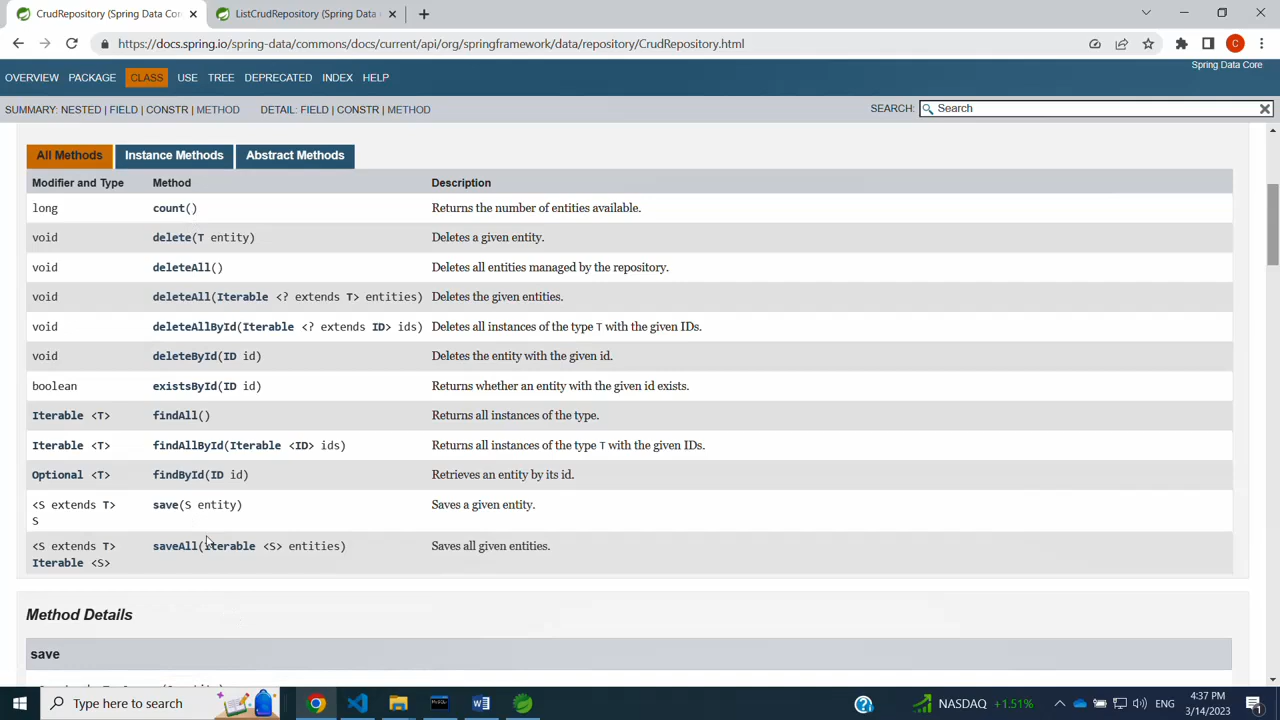 CrudRepository (Spring Data Cor
ListCrudRepository (Spring Data
https://docs.spring.io/spring-data/commons/docs/current/api/org/springframework/data/repository/CrudRepository.html
C
OVERVIEW PACKAGE CLASS USE TREE DEPRECATED INDEX HELP
Spring Data Core
SUMMARY: NESTED | FIELD | CONSTR | METHOD DETAIL: FIELD | CONSTR | METHOD SEARCH: Search
All Methods Instance Methods Abstract Methods
Modifier and Type Method Description
long count() Returns the number of entities available.
void delete(T entity) Deletes a given entity.
void deleteAll() Deletes all entities managed by the repository.
void deleteAll(Iterable <? extends T> entities) Deletes the given entities.
void deleteAllById(Iterable <? extends ID> ids) Deletes all instances of the type T with the given IDs.
void deleteById(ID id) Deletes the entity with the given id.
boolean existsById(ID id) Returns whether an entity with the given id exists.
Iterable <T> findAll() Returns all instances of the type.
Iterable <T> findAllById(Iterable <ID> ids) Returns all instances of the type T with the given IDs.
Optional <T> findById(ID id) Retrieves an entity by its id.
<S extends T> save(S entity) Saves a given entity.
S
<S extends T> saveAll(Iterable <S> entities) Saves all given entities.
Iterable <S>
Method Details
save
Type here to search
NASDAQ +1.51%
ENG
4:37 PM
3/14/2023
1